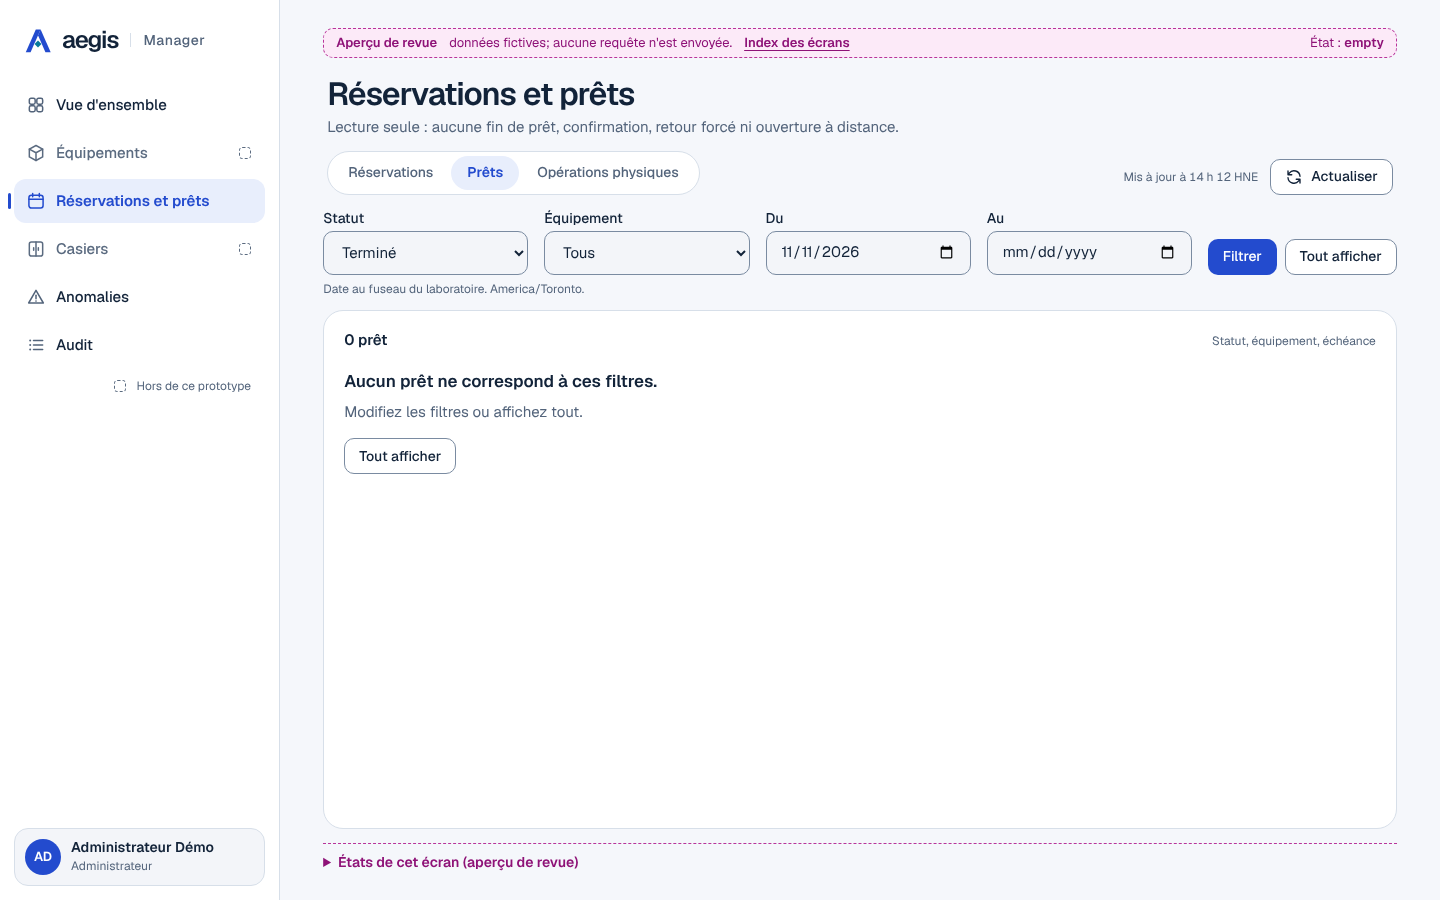 aegis Manager
Vue d'ensemble
Équipements
Réservations et prêts
Casiers
Anomalies
Audit
Hors de ce prototype
AD
Administrateur Démo
Administrateur
Aperçu de revue données fictives; aucune requête n'est envoyée. Index des écrans État : empty
Réservations et prêts
Lecture seule : aucune fin de prêt, confirmation, retour forcé ni ouverture à distance.
Réservations Prêts Opérations physiques
Mis à jour à 14 h 12 HNE Actualiser
Statut Équipement Du Au
Terminé Tous 11/11/2026 mm/dd/yyyy Filtrer Tout afficher
Date au fuseau du laboratoire. America/Toronto.
0 prêt Statut, équipement, échéance
Aucun prêt ne correspond à ces filtres.
Modifiez les filtres ou affichez tout.
Tout afficher
États de cet écran (aperçu de revue)